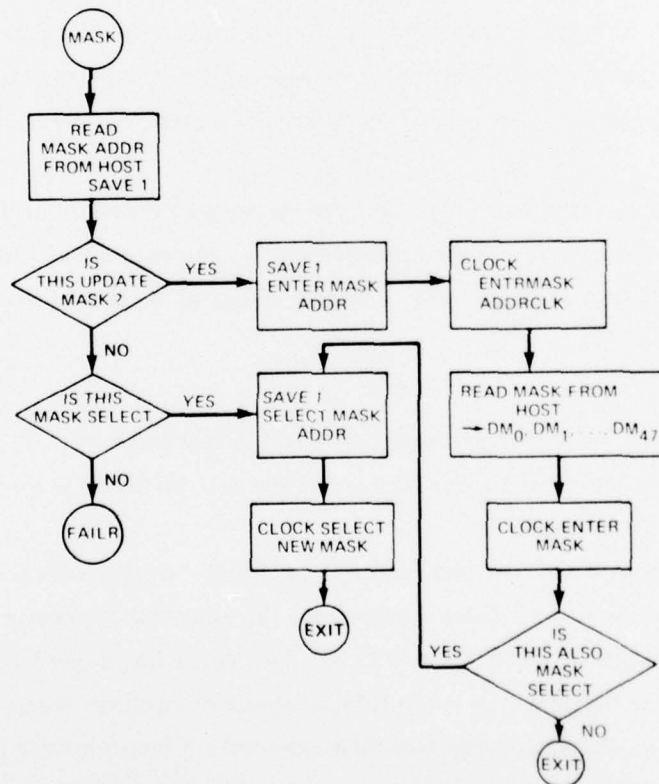 MASK
READ
MASK ADDR
FROM HOST
SAVE 1
IS
THIS UPDATE
MASK?
YES
SAVE 1
ENTER MASK
ADDR
CLOCK
ENTRMASK
ADDRCLK
NO
IS THIS
MASK SELECT
YES
SAVE 1
SELECT MASK
ADDR
READ MASK FROM
HOST
→ DM0, DM1, .... DM47
NO
FAILR
CLOCK SELECT
NEW MASK
CLOCK ENTER
MASK
EXIT
YES
IS
THIS ALSO
MASK
SELECT
NO
EXIT